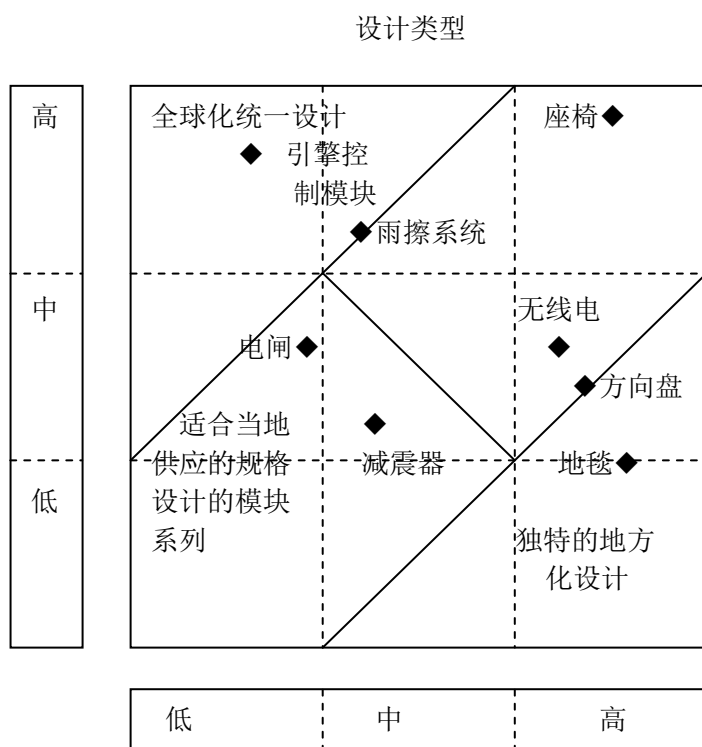 设计类型
高
全球化统一设计
座椅
引擎控
制模块
雨擦系统
中
无线电
电闸
方向盘
适合当地
供应的规格
减震器
地毯
低
设计的模块
系列
独特的地方
化设计
低
中
高